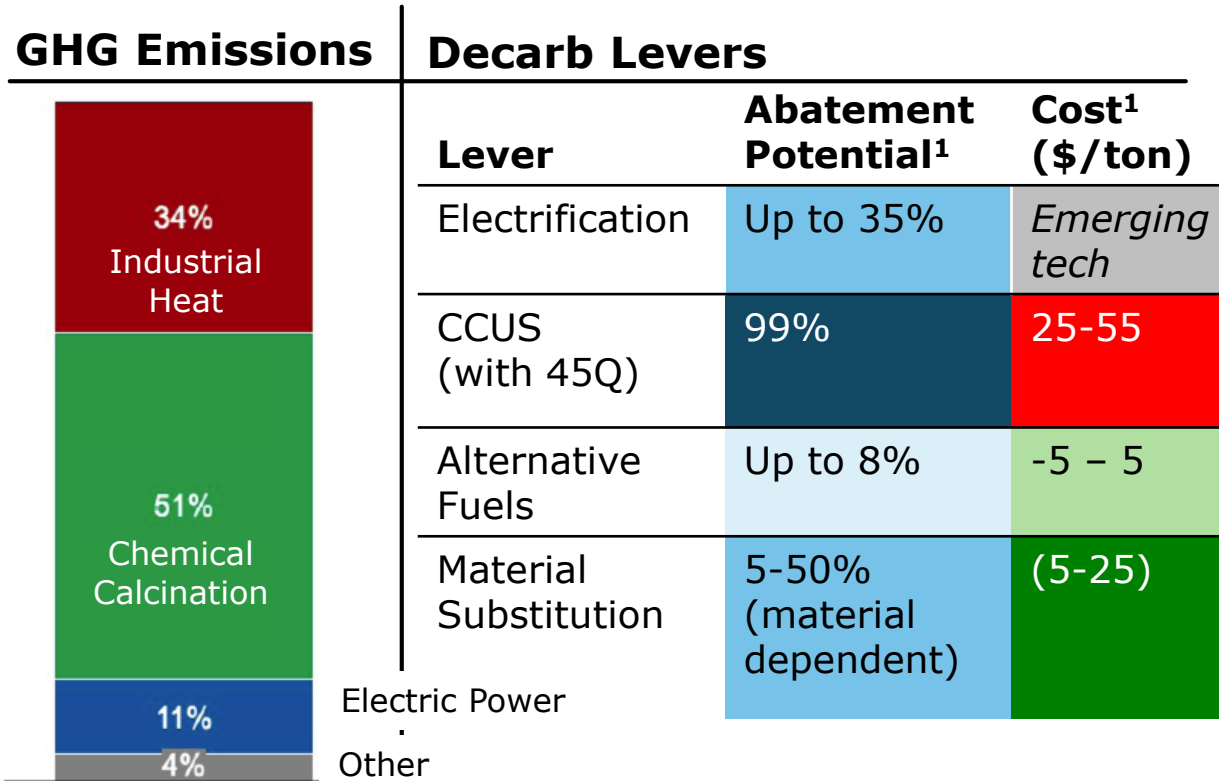 GHG Emissions
Decarb Levers
34%
Industrial
Heat
51%
Chemical
Calcination
11%
Electric Power
4%
Other
Lever
Abatement
Potential¹
Cost¹
($/ton)
Electrification
Up to 35%
Emerging
tech
CCUS
(with 45Q)
99%
25-55
Alternative
Fuels
Up to 8%
-5 – 5
Material
Substitution
5-50%
(material
dependent)
(5-25)